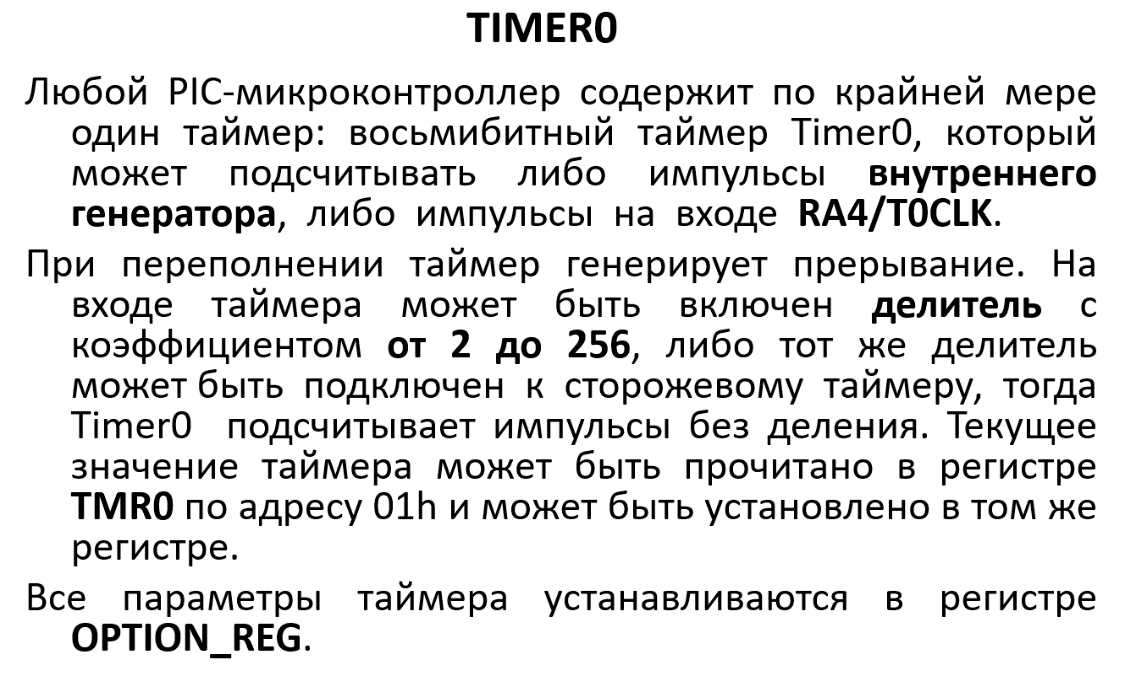 TIMER0
Любой PIC-микроконтроллер содержит по крайней мере
один таймер: восьмибитный таймер Timer0, который
может подсчитывать либо импульсы внутреннего
генератора, либо импульсы на входе RA4/T0CLK.
При переполнении таймер генерирует прерывание. На
входе таймера может быть включен делитель с
коэффициентом от 2 до 256, либо тот же делитель
может быть подключен к сторожевому таймеру, тогда
Timer0 подсчитывает импульсы без деления. Текущее
значение таймера может быть прочитано в регистре
TMR0 по адресу 01h и может быть установлено в том же
регистре.
Все параметры таймера устанавливаются в регистре
OPTION_REG.